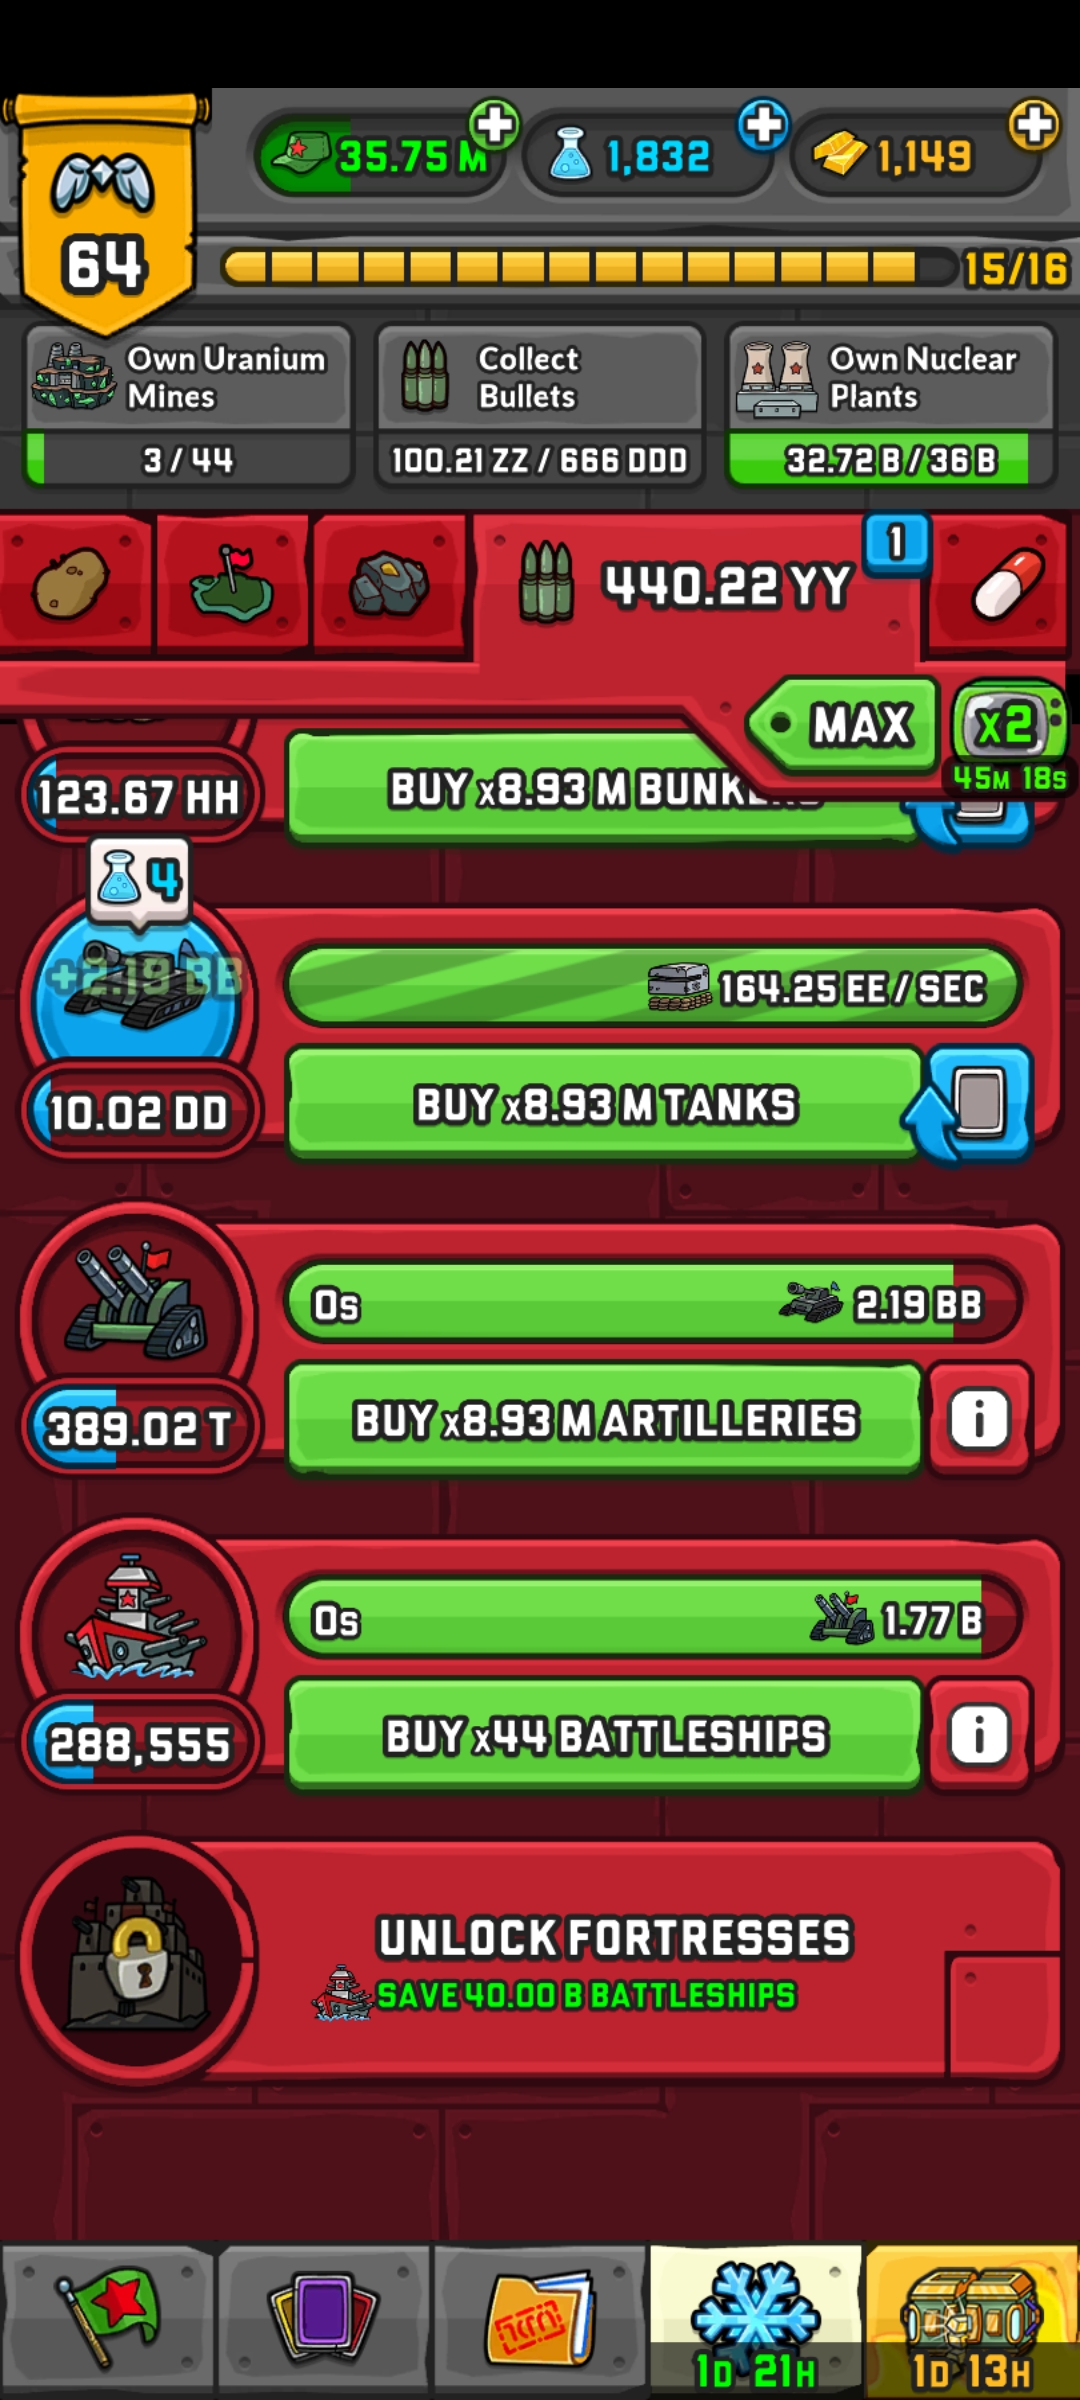 35.75 M
1,832
1,149
64
15/16
Own Uranium
Mines
3 / 44
Collect
Bullets
100.21 ZZ / 666 DDD
Own Nuclear
Plants
32.72 B / 36 B
440.22 YY
1
MAX
x2
45M 18S
123.67 HH
BUY x8.93 M
4
+2.19 BB
164.25 EE / SEC
10.02 DD
BUY x8.93 M TANKS
0s
2.19 BB
389.02 T
BUY x8.93 M ARTILLERIES
i
0s
1.77 B
288,555
BUY x44 BATTLESHIPS
i
UNLOCK FORTRESSES
SAVE 40.00 B BATTLESHIPS
1D 21H
1D 13H